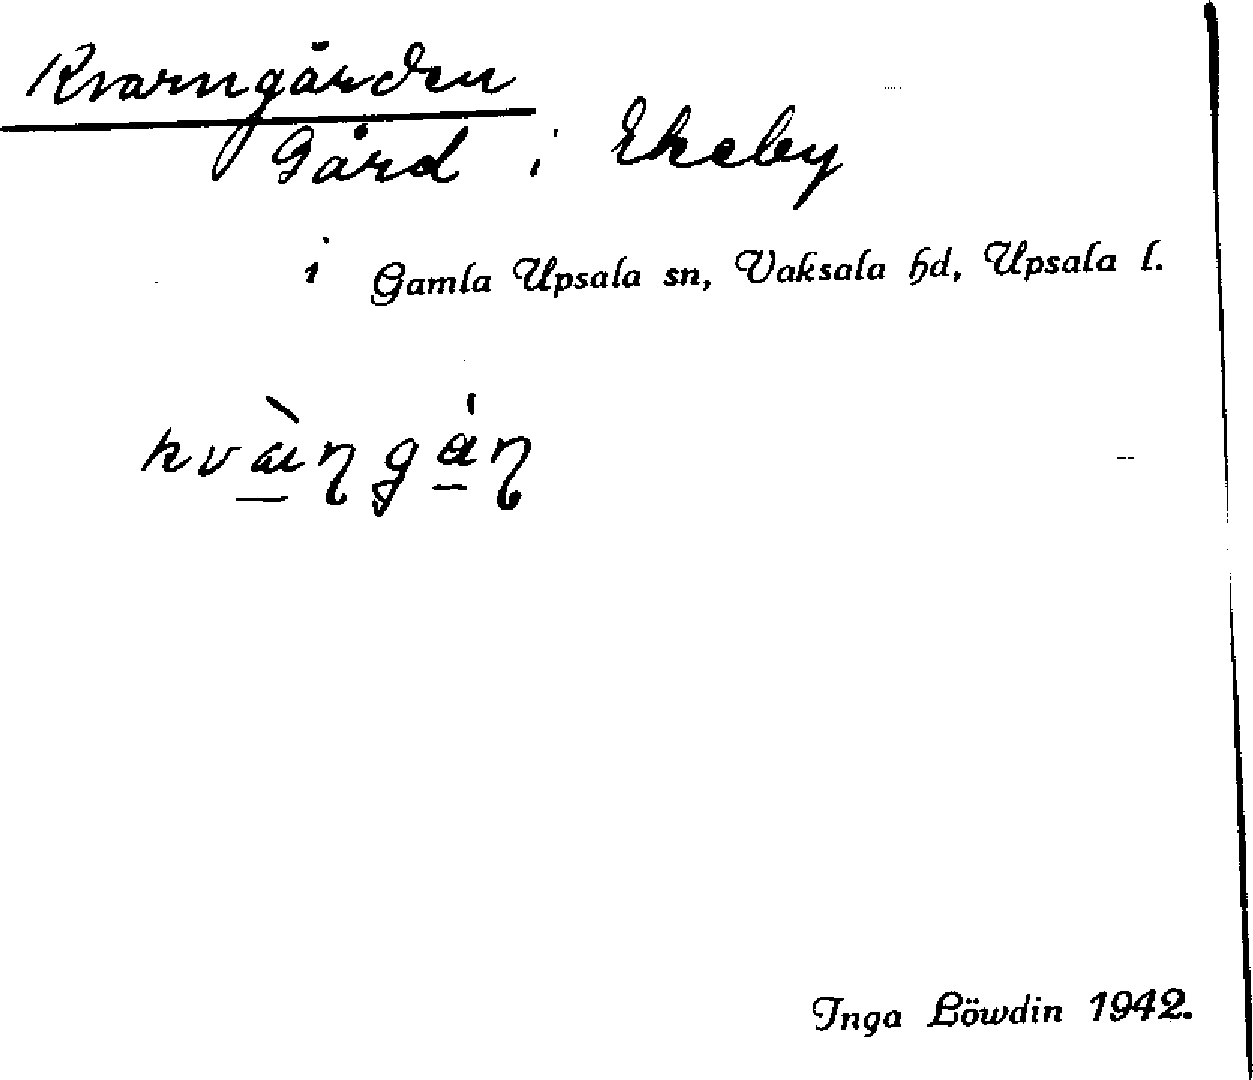 Kvarngården
Gård i Ekeby
i Gamla Upsala sn, Vaksala hd, Upsala l.
Inga Löwdin 1942.